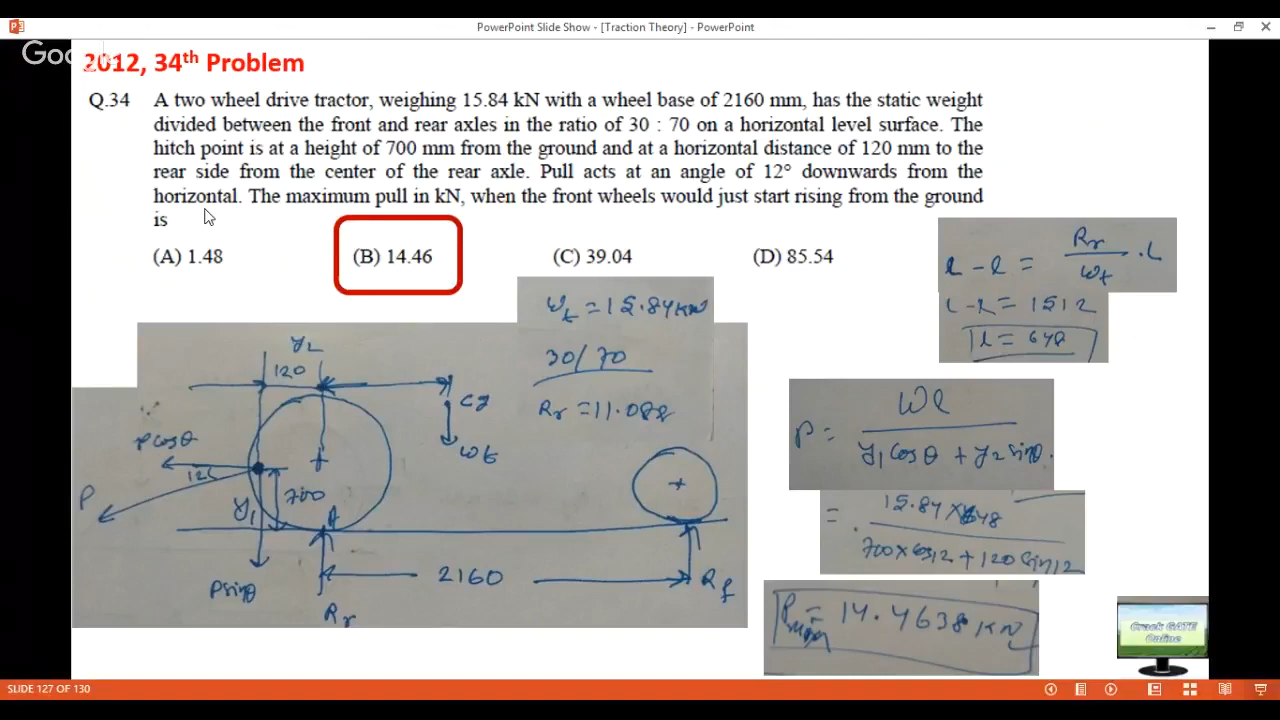 PowerPoint Slide Show - [Traction Theory] - PowerPoint
2012, 34th Problem
Q.34 A two wheel drive tractor, weighing 15.84 kN with a wheel base of 2160 mm, has the static weight
divided between the front and rear axles in the ratio of 30 : 70 on a horizontal level surface. The
hitch point is at a height of 700 mm from the ground and at a horizontal distance of 120 mm to the
rear side from the center of the rear axle. Pull acts at an angle of 12° downwards from the
horizontal. The maximum pull in kN, when the front wheels would just start rising from the ground
is
(A) 1.48 (B) 14.46 (C) 39.04 (D) 85.54
L - l = Rr/Wt . L
L - l = 1512
l = 648
Wt = 15.84 kN
30/70
Rr = 11.088
y2
120
cg
Wt
Pcosθ
12
P
700
y1
A
Psinθ
2160
Rr
Rf
P = Wl / y1 cosθ + y2 sinθ.
= 15.84 × 648 / 700 × cos12 + 120 sin12
Pmax = 14.4638 kN
Crack GATE
Online
SLIDE 127 OF 130